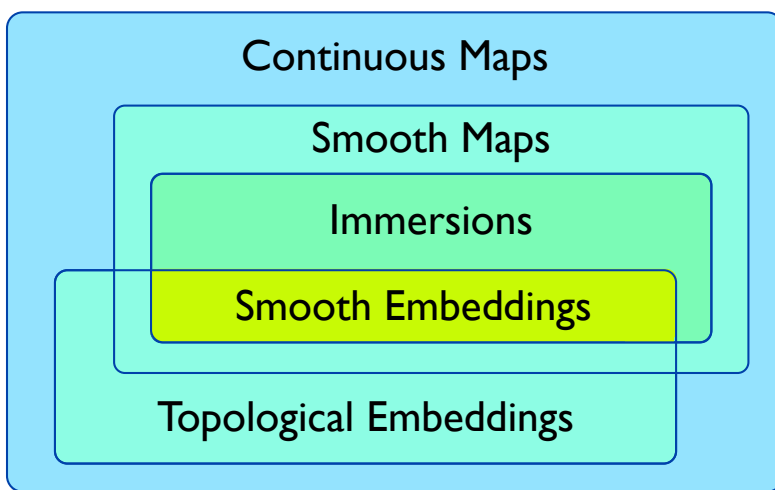 Continuous Maps
Smooth Maps
Immersions
Smooth Embeddings
Topological Embeddings